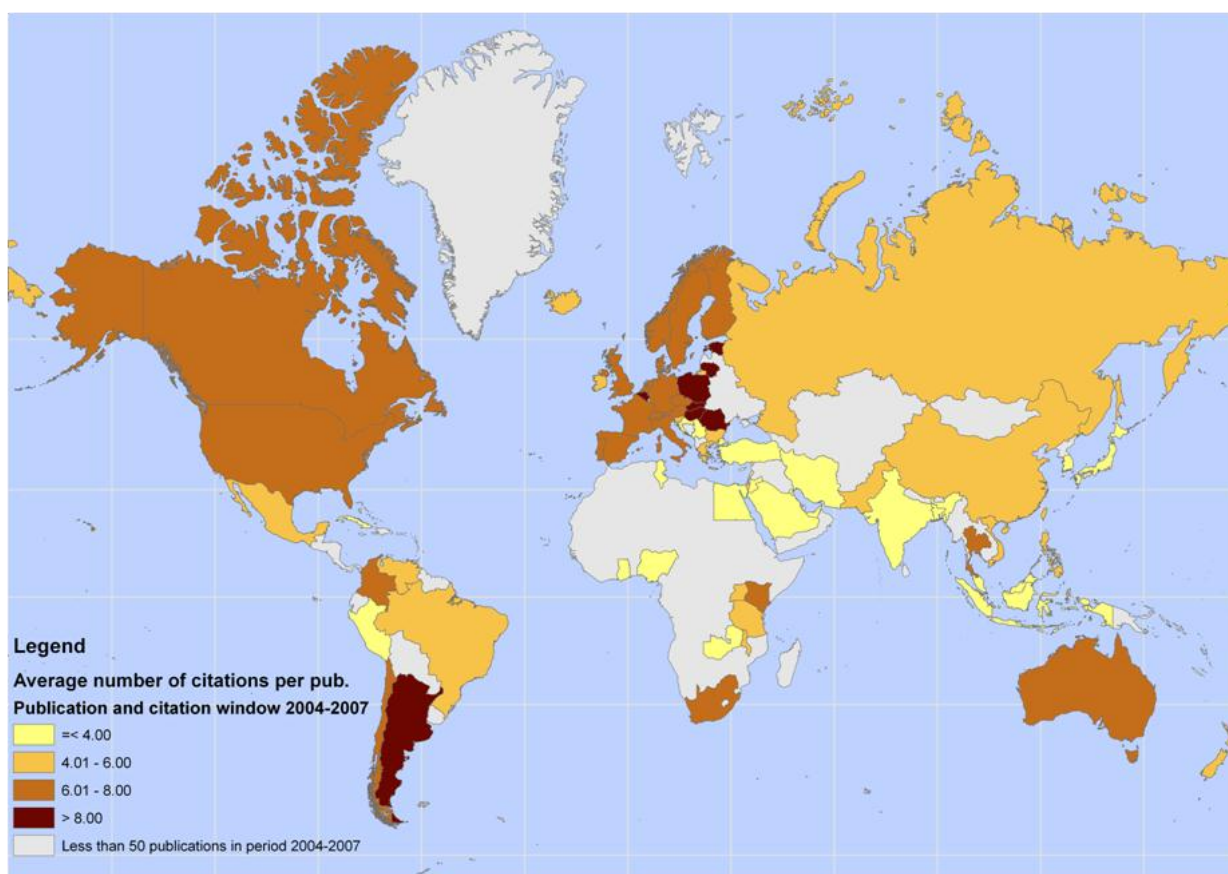 Legend
Average number of citations per pub.
Publication and citation window 2004-2007
=< 4.00
4.01 - 6.00
6.01 - 8.00
> 8.00
Less than 50 publications in period 2004-2007